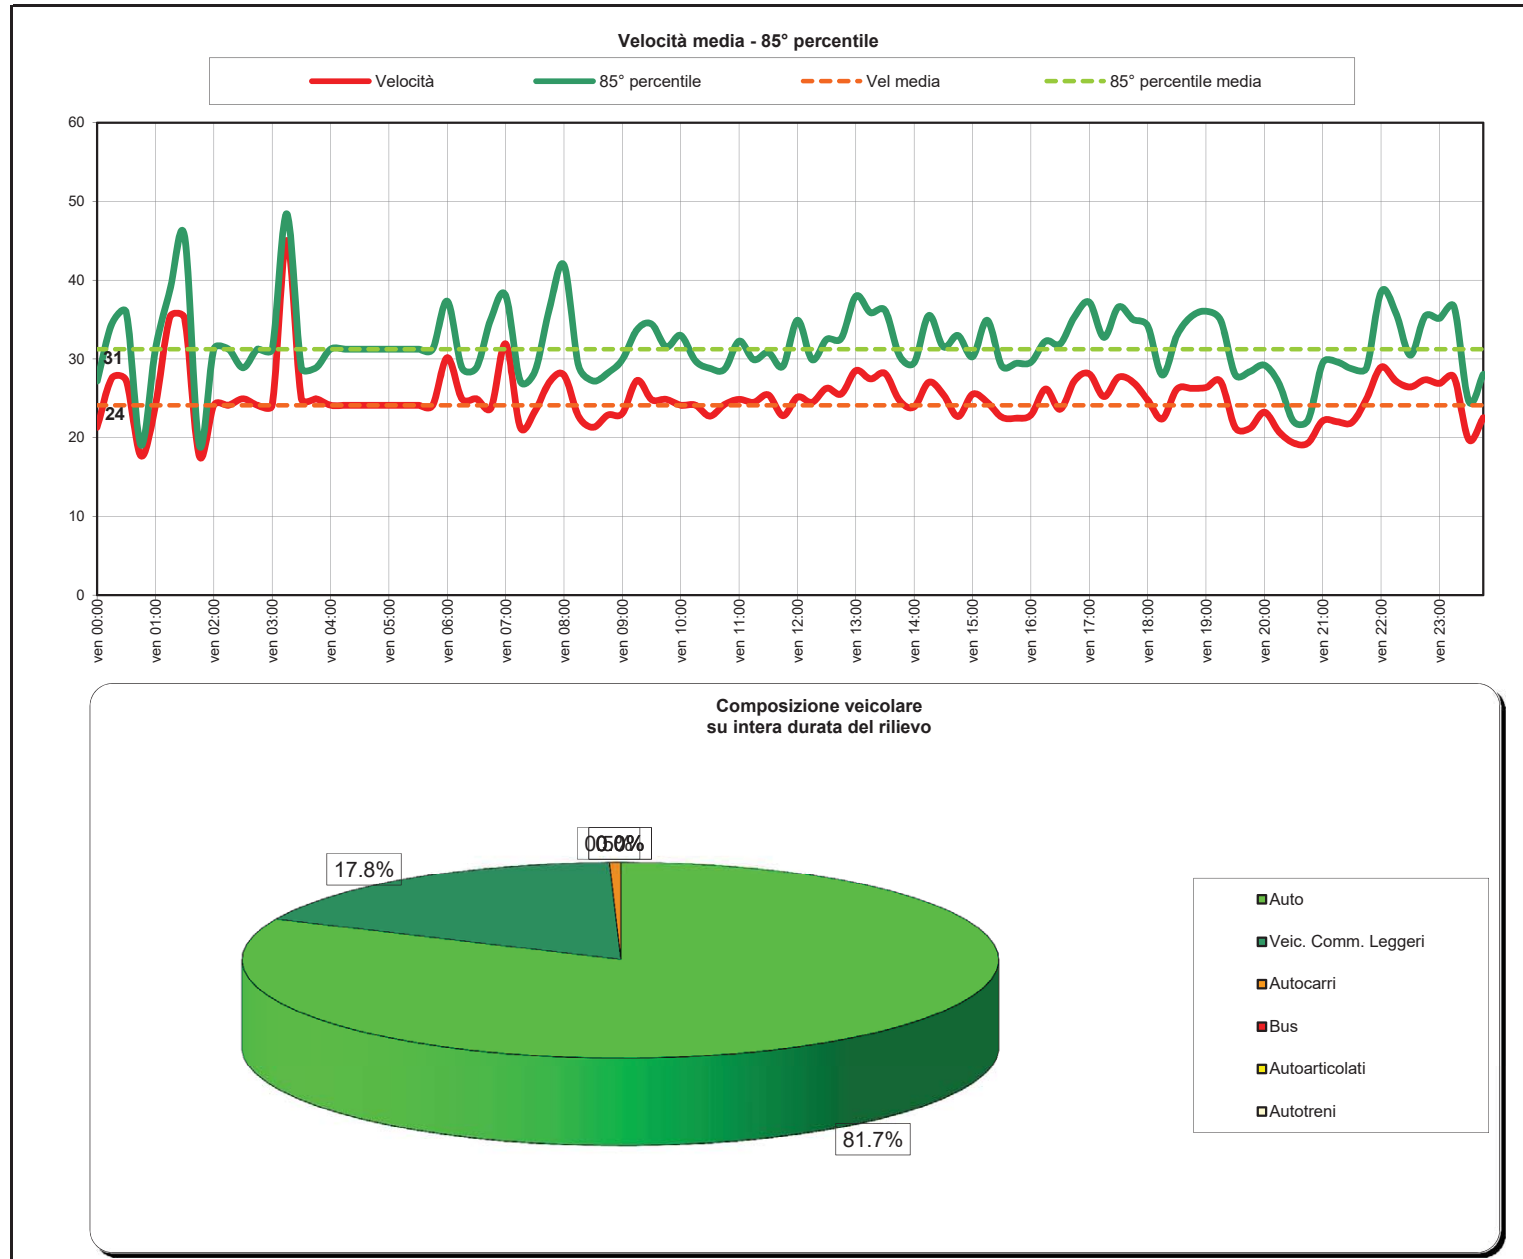 Velocità media - 85° percentile
Velocità 85° percentile Vel media 85° percentile media
60
50
40
30
20
10
0
31
24
ven 00:00
ven 01:00
ven 02:00
ven 03:00
ven 04:00
ven 05:00
ven 06:00
ven 07:00
ven 08:00
ven 09:00
ven 10:00
ven 11:00
ven 12:00
ven 13:00
ven 14:00
ven 15:00
ven 16:00
ven 17:00
ven 18:00
ven 19:00
ven 20:00
ven 21:00
ven 22:00
ven 23:00
Composizione veicolare
su intera durata del rilievo
0.0%
17.8%
81.7%
Auto
Veic. Comm. Leggeri
Autocarri
Bus
Autoarticolati
Autotreni